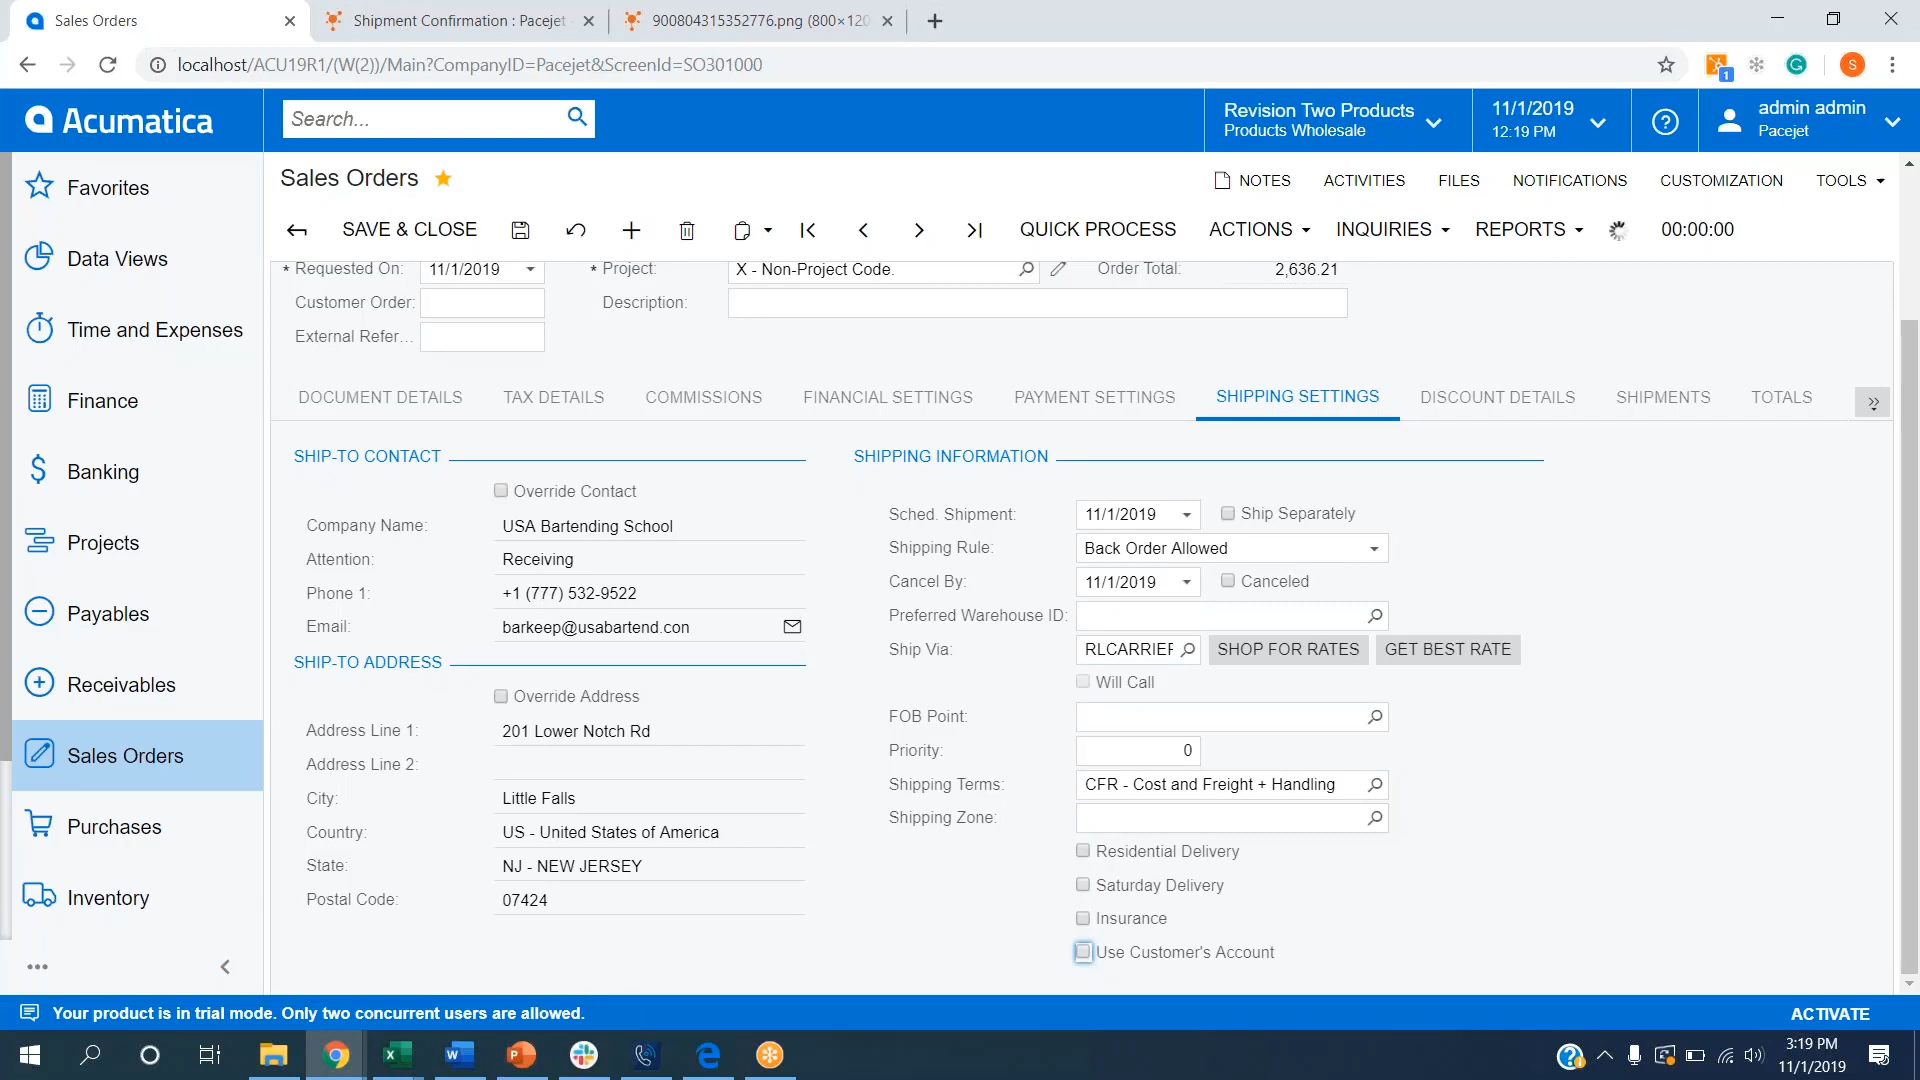 Sales Orders
Shipment Confirmation : Pacejet
900804315352776.png (800×120
localhost/ACU19R1/(W(2))/Main?CompanyID=Pacejet&ScreenId=SO301000
1
S
Acumatica
Search...
Revision Two Products
Products Wholesale
11/1/2019
12:19 PM
?
admin admin
Pacejet
Favorites
Data Views
Time and Expenses
Finance
Banking
Projects
Payables
Receivables
Sales Orders
Purchases
Inventory
Sales Orders
NOTES ACTIVITIES FILES NOTIFICATIONS CUSTOMIZATION TOOLS
SAVE & CLOSE QUICK PROCESS ACTIONS INQUIRIES REPORTS 00:00:00
* Requested On: 11/1/2019 * Project: X - Non-Project Code. Order Total: 2,636.21
Customer Order: Description:
External Refer...
DOCUMENT DETAILS TAX DETAILS COMMISSIONS FINANCIAL SETTINGS PAYMENT SETTINGS SHIPPING SETTINGS DISCOUNT DETAILS SHIPMENTS TOTALS
SHIP-TO CONTACT
Override Contact
Company Name: USA Bartending School
Attention: Receiving
Phone 1: +1 (777) 532-9522
Email: barkeep@usabartend.con
SHIP-TO ADDRESS
Override Address
Address Line 1: 201 Lower Notch Rd
Address Line 2:
City: Little Falls
Country: US - United States of America
State: NJ - NEW JERSEY
Postal Code: 07424
SHIPPING INFORMATION
Sched. Shipment: 11/1/2019 Ship Separately
Shipping Rule: Back Order Allowed
Cancel By: 11/1/2019 Canceled
Preferred Warehouse ID:
Ship Via: RLCARRIER SHOP FOR RATES GET BEST RATE
Will Call
FOB Point:
Priority: 0
Shipping Terms: CFR - Cost and Freight + Handling
Shipping Zone:
Residential Delivery
Saturday Delivery
Insurance
Use Customer's Account
Your product is in trial mode. Only two concurrent users are allowed. ACTIVATE
3:19 PM
11/1/2019